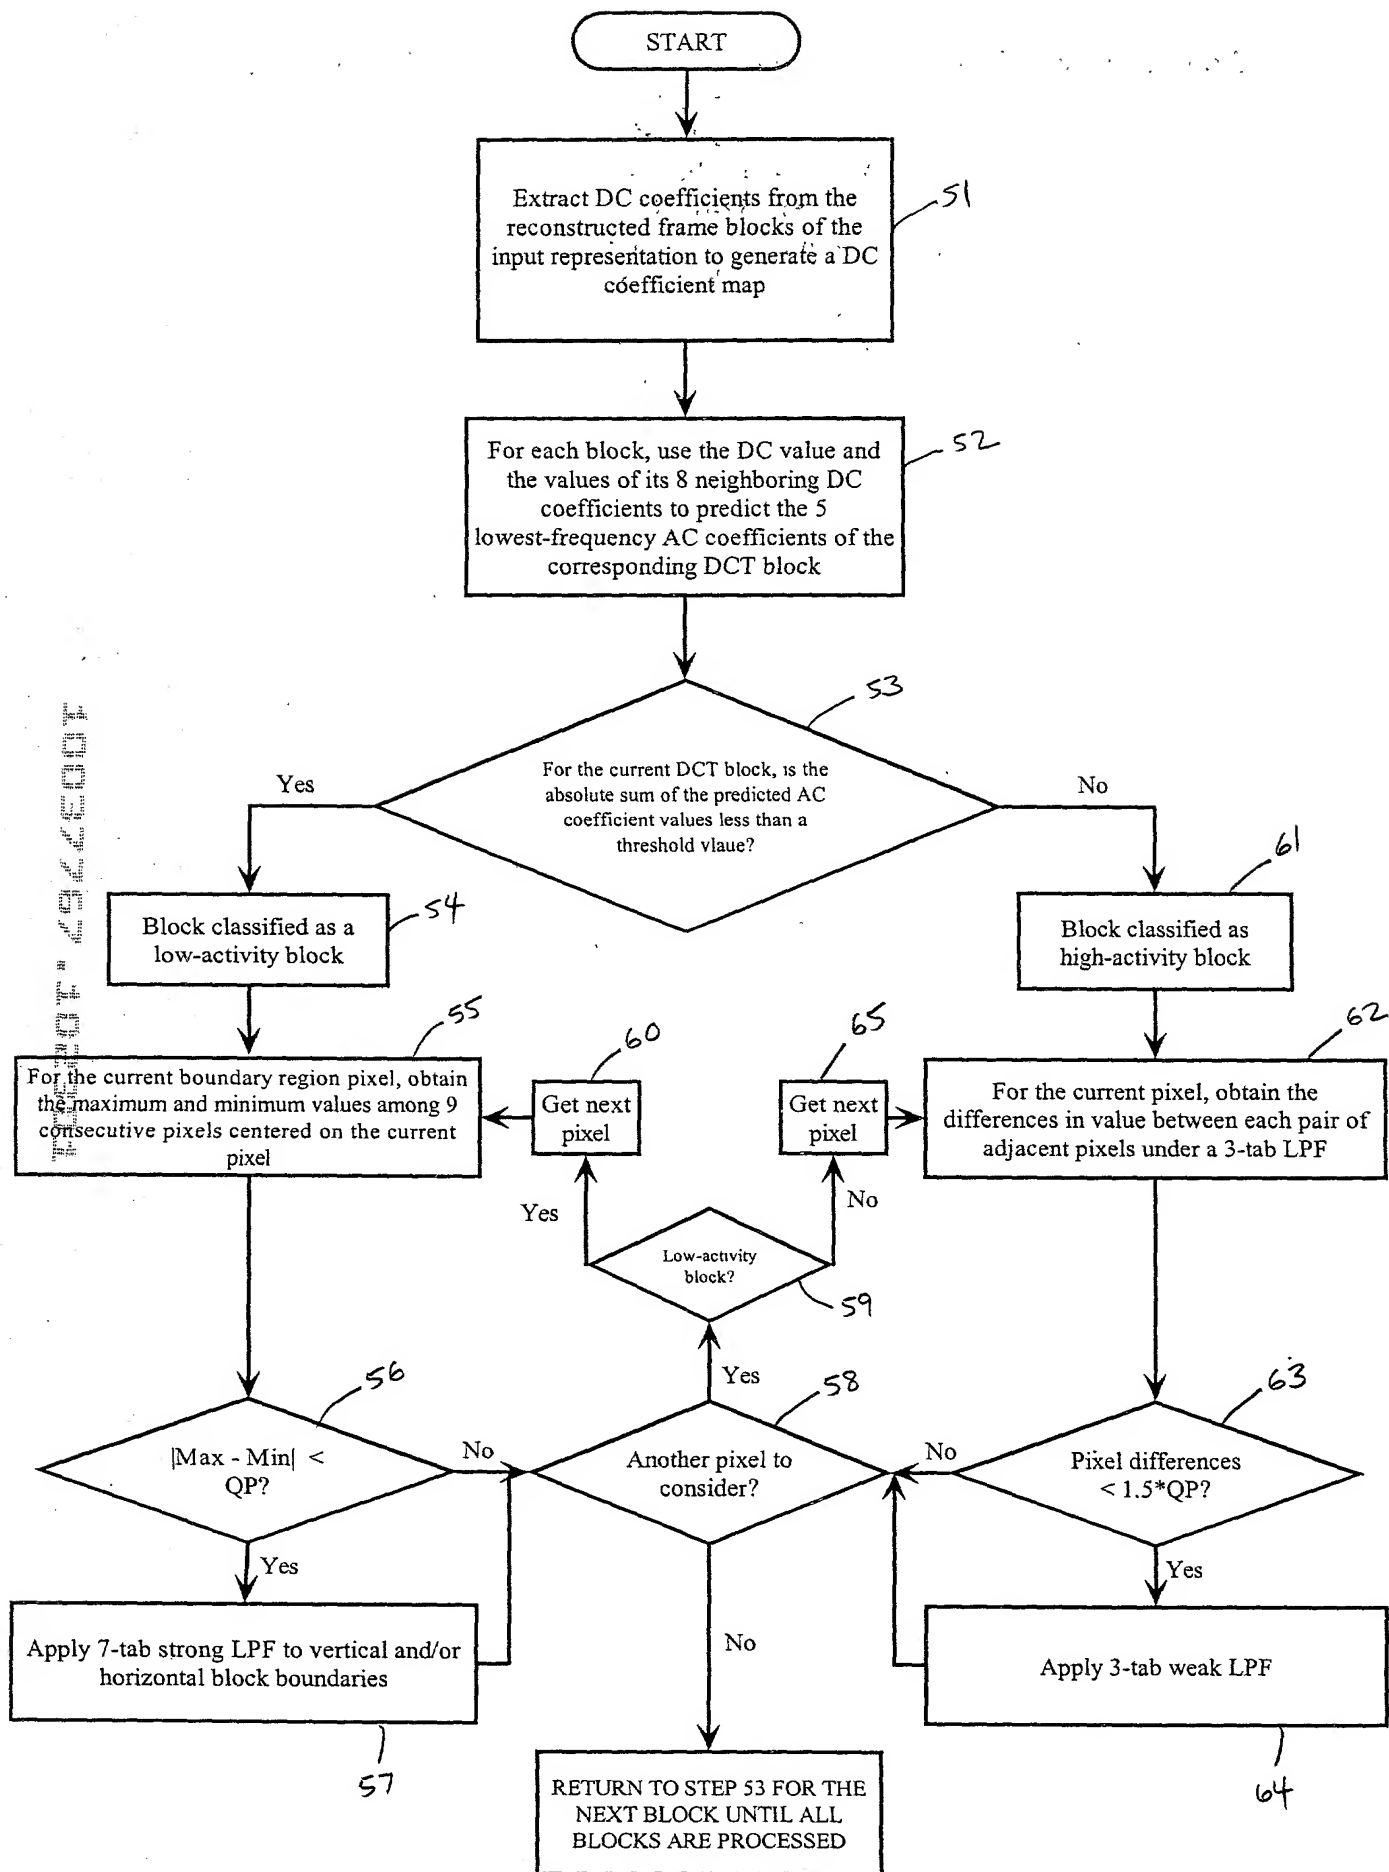 START
Extract DC coefficients from the
reconstructed frame blocks of the
input representation to generate a DC
coefficient map
51
For each block, use the DC value and
the values of its 8 neighboring DC
coefficients to predict the 5
lowest-frequency AC coefficients of the
corresponding DCT block
52
53
For the current DCT block, is the
absolute sum of the predicted AC
coefficient values less than a
threshold vlaue?
Yes
No
Block classified as a
low-activity block
54
61
Block classified as
high-activity block
55
For the current boundary region pixel, obtain
the maximum and minimum values among 9
consecutive pixels centered on the current
pixel
60
Get next
pixel
65
Get next
pixel
62
For the current pixel, obtain the
differences in value between each pair of
adjacent pixels under a 3-tab LPF
Yes
No
Low-activity
block?
59
Yes
56
|Max - Min| <
QP?
No
58
Another pixel to
consider?
No
63
Pixel differences
< 1.5*QP?
Yes
Yes
Apply 7-tab strong LPF to vertical and/or
horizontal block boundaries
57
No
Apply 3-tab weak LPF
64
RETURN TO STEP 53 FOR THE
NEXT BLOCK UNTIL ALL
BLOCKS ARE PROCESSED